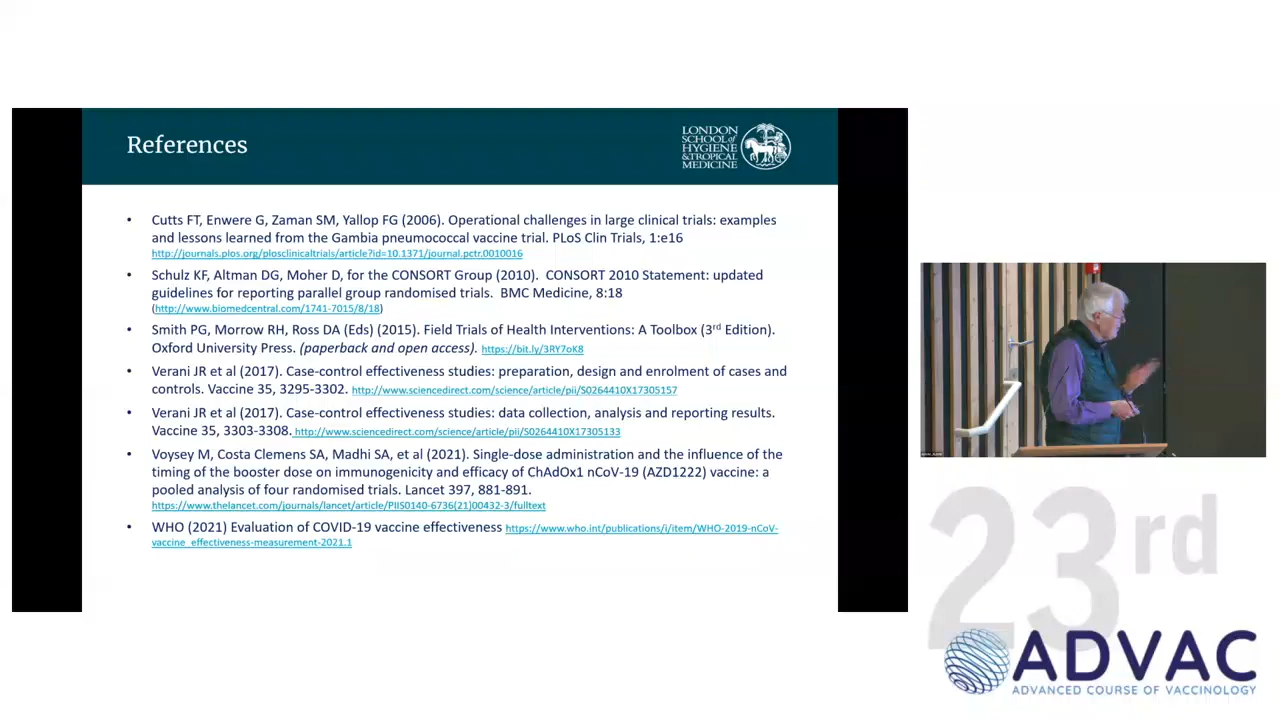 References
LONDON
SCHOOL of
HYGIENE
& TROPICAL
MEDICINE
• Cutts FT, Enwere G, Zaman SM, Yallop FG (2006). Operational challenges in large clinical trials: examples
and lessons learned from the Gambia pneumococcal vaccine trial. PLoS Clin Trials, 1:e16
http://journals.plos.org/plosclinicaltrials/article?id=10.1371/journal.pctr.0010016
• Schulz KF, Altman DG, Moher D, for the CONSORT Group (2010). CONSORT 2010 Statement: updated
guidelines for reporting parallel group randomised trials. BMC Medicine, 8:18
(http://www.biomedcentral.com/1741-7015/8/18)
• Smith PG, Morrow RH, Ross DA (Eds) (2015). Field Trials of Health Interventions: A Toolbox (3rd Edition).
Oxford University Press. (paperback and open access). https://bit.ly/3RY7oK8
• Verani JR et al (2017). Case-control effectiveness studies: preparation, design and enrolment of cases and
controls. Vaccine 35, 3295-3302. http://www.sciencedirect.com/science/article/pii/S0264410X17305157
• Verani JR et al (2017). Case-control effectiveness studies: data collection, analysis and reporting results.
Vaccine 35, 3303-3308. http://www.sciencedirect.com/science/article/pii/S0264410X17305133
• Voysey M, Costa Clemens SA, Madhi SA, et al (2021). Single-dose administration and the influence of the
timing of the booster dose on immunogenicity and efficacy of ChAdOx1 nCoV-19 (AZD1222) vaccine: a
pooled analysis of four randomised trials. Lancet 397, 881-891.
https://www.thelancet.com/journals/lancet/article/PIIS0140-6736(21)00432-3/fulltext
• WHO (2021) Evaluation of COVID-19 vaccine effectiveness https://www.who.int/publications/i/item/WHO-2019-nCoV-
vaccine_effectiveness-measurement-2021.1
23rd
ADVAC
ADVANCED COURSE OF VACCINOLOGY